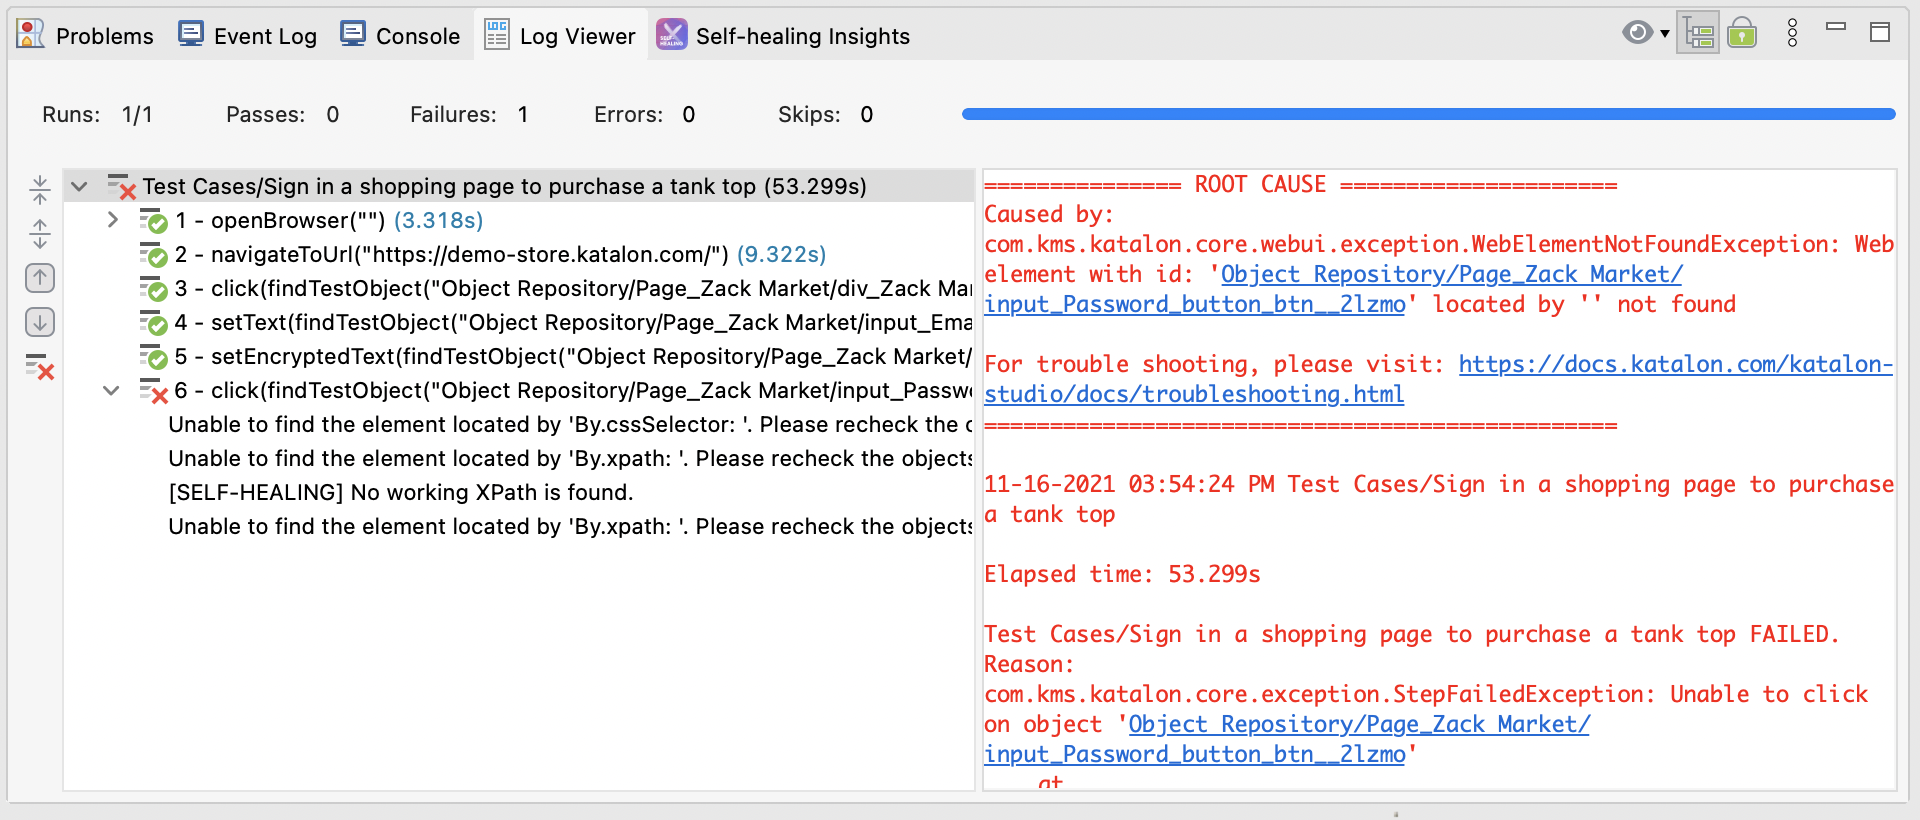 Problems Event Log Console Log Viewer Self-healing Insights
Runs: 1/1 Passes: 0 Failures: 1 Errors: 0 Skips: 0
Test Cases/Sign in a shopping page to purchase a tank top (53.299s)
1 - openBrowser("") (3.318s)
2 - navigateToUrl("https://demo-store.katalon.com/") (9.322s)
3 - click(findTestObject("Object Repository/Page_Zack Market/div_Zack Mar
4 - setText(findTestObject("Object Repository/Page_Zack Market/input_Ema
5 - setEncryptedText(findTestObject("Object Repository/Page_Zack Market/
6 - click(findTestObject("Object Repository/Page_Zack Market/input_Passw
Unable to find the element located by 'By.cssSelector: '. Please recheck the
Unable to find the element located by 'By.xpath: '. Please recheck the objects
[SELF-HEALING] No working XPath is found.
Unable to find the element located by 'By.xpath: '. Please recheck the objects
=============== ROOT CAUSE =====================
Caused by:
com.kms.katalon.core.webui.exception.WebElementNotFoundException: Web
element with id: 'Object Repository/Page_Zack Market/
input_Password_button_btn__2lzmo' located by '' not found
For trouble shooting, please visit: https://docs.katalon.com/katalon-
studio/docs/troubleshooting.html
================================================
11-16-2021 03:54:24 PM Test Cases/Sign in a shopping page to purchase
a tank top
Elapsed time: 53.299s
Test Cases/Sign in a shopping page to purchase a tank top FAILED.
Reason:
com.kms.katalon.core.exception.StepFailedException: Unable to click
on object 'Object Repository/Page_Zack Market/
input_Password_button_btn__2lzmo'
at